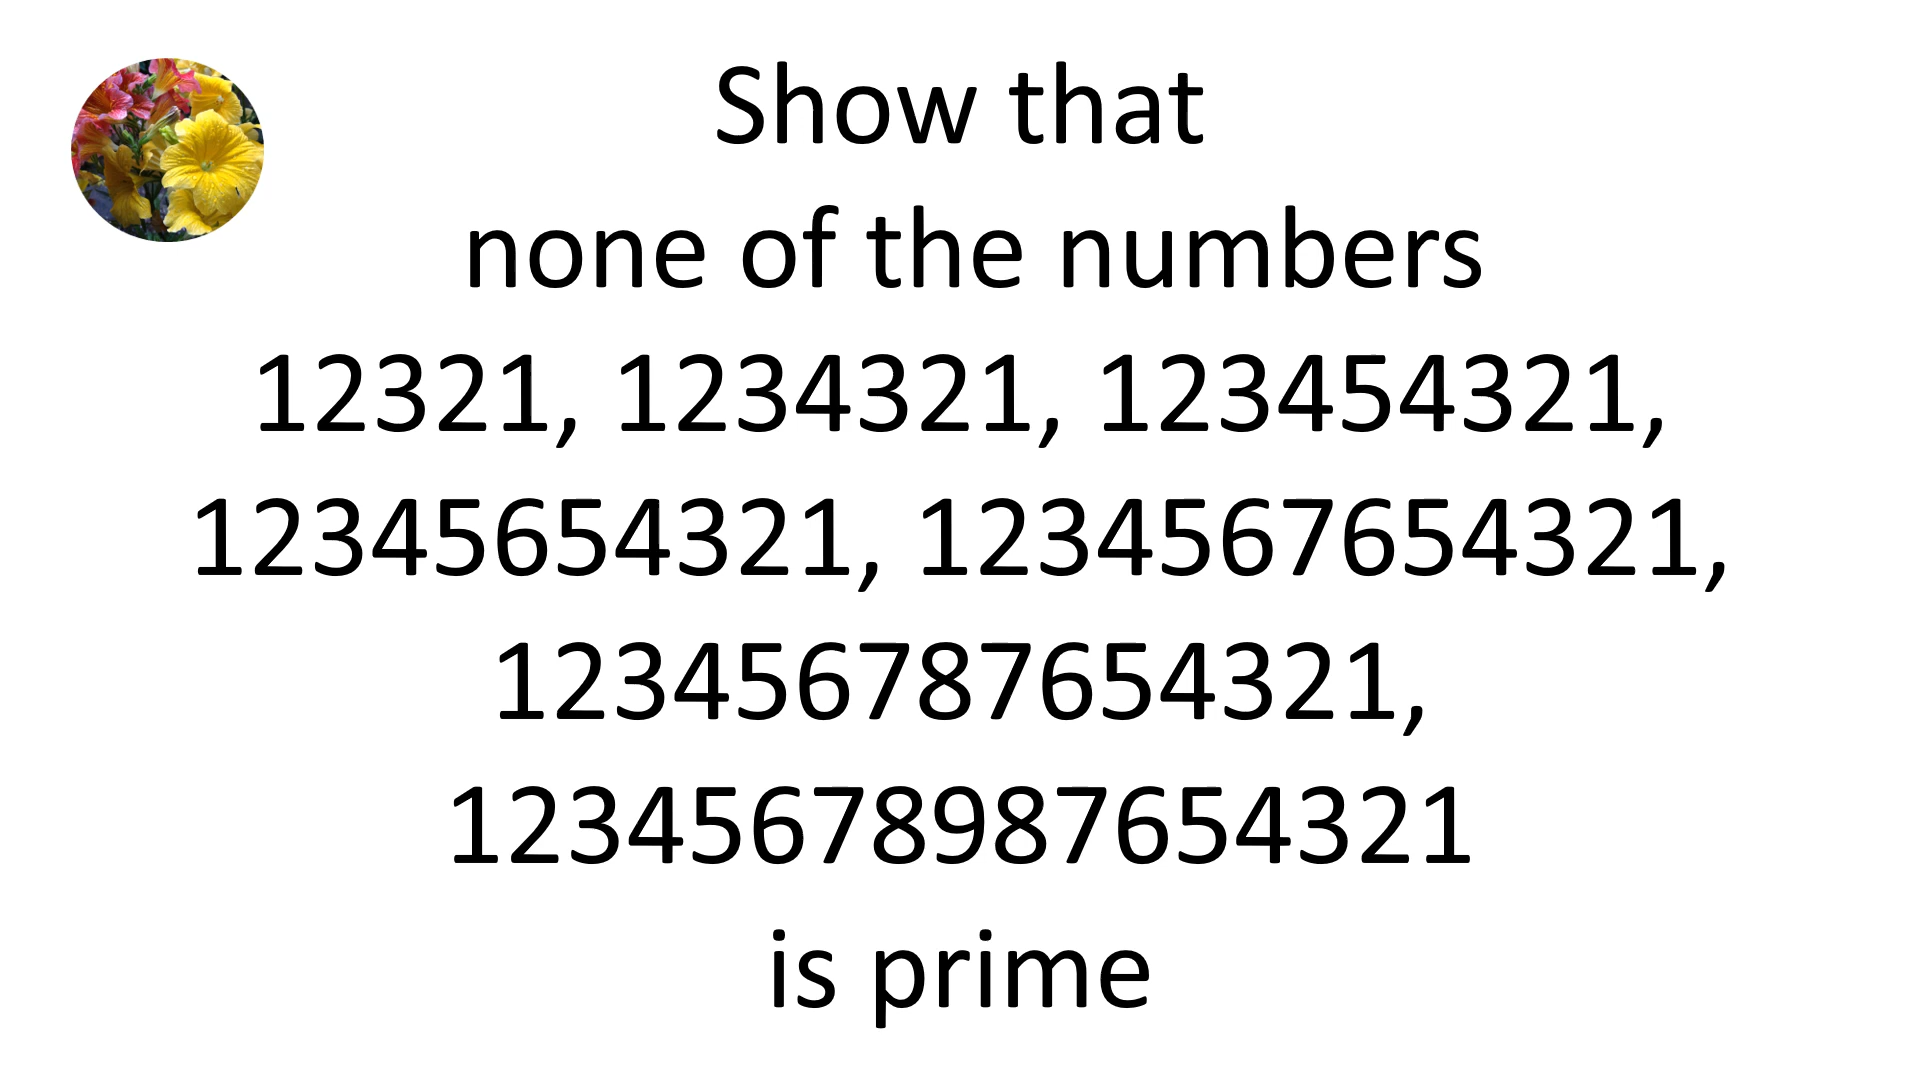 Show that
none of the numbers
12321, 1234321, 123454321,
12345654321, 1234567654321,
123456787654321,
12345678987654321
is prime